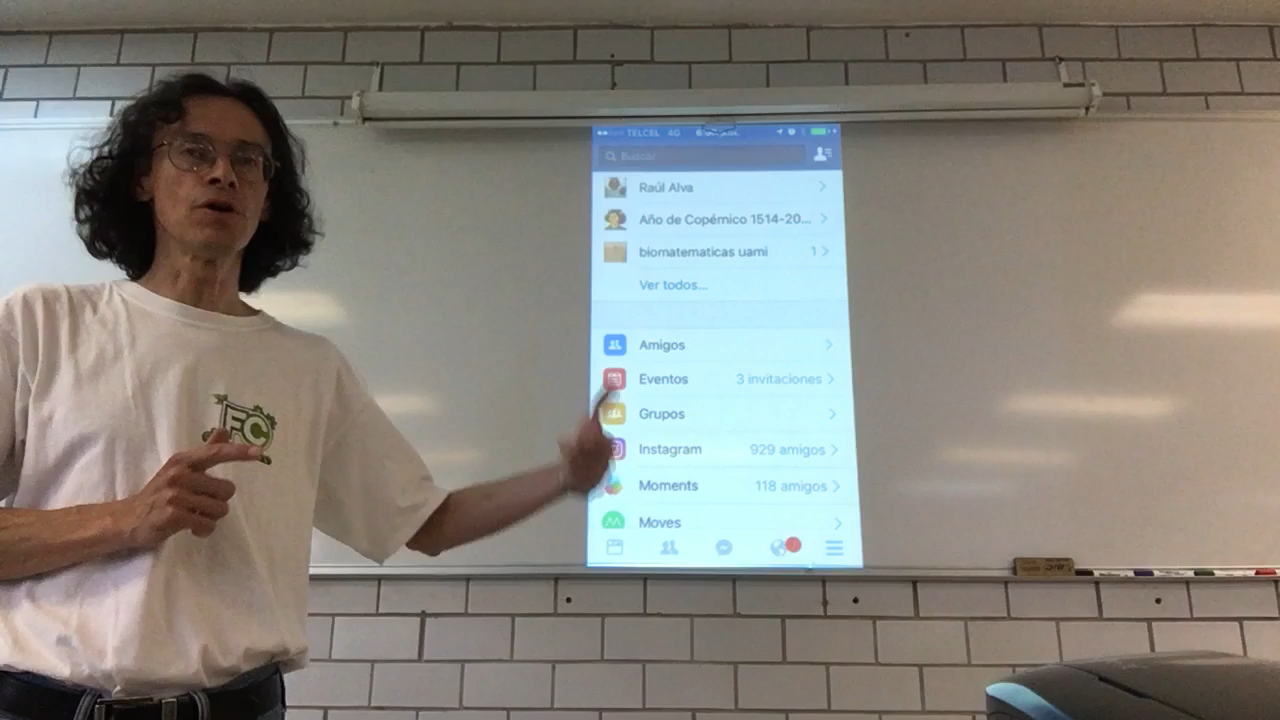 TELCEL 4G
Buscar
Raúl Alva
Año de Copérnico 1514-20...
biomatematicas uami 1
Ver todos...
Amigos
Eventos 3 invitaciones
Grupos
Instagram 929 amigos
Moments 118 amigos
Moves
FC